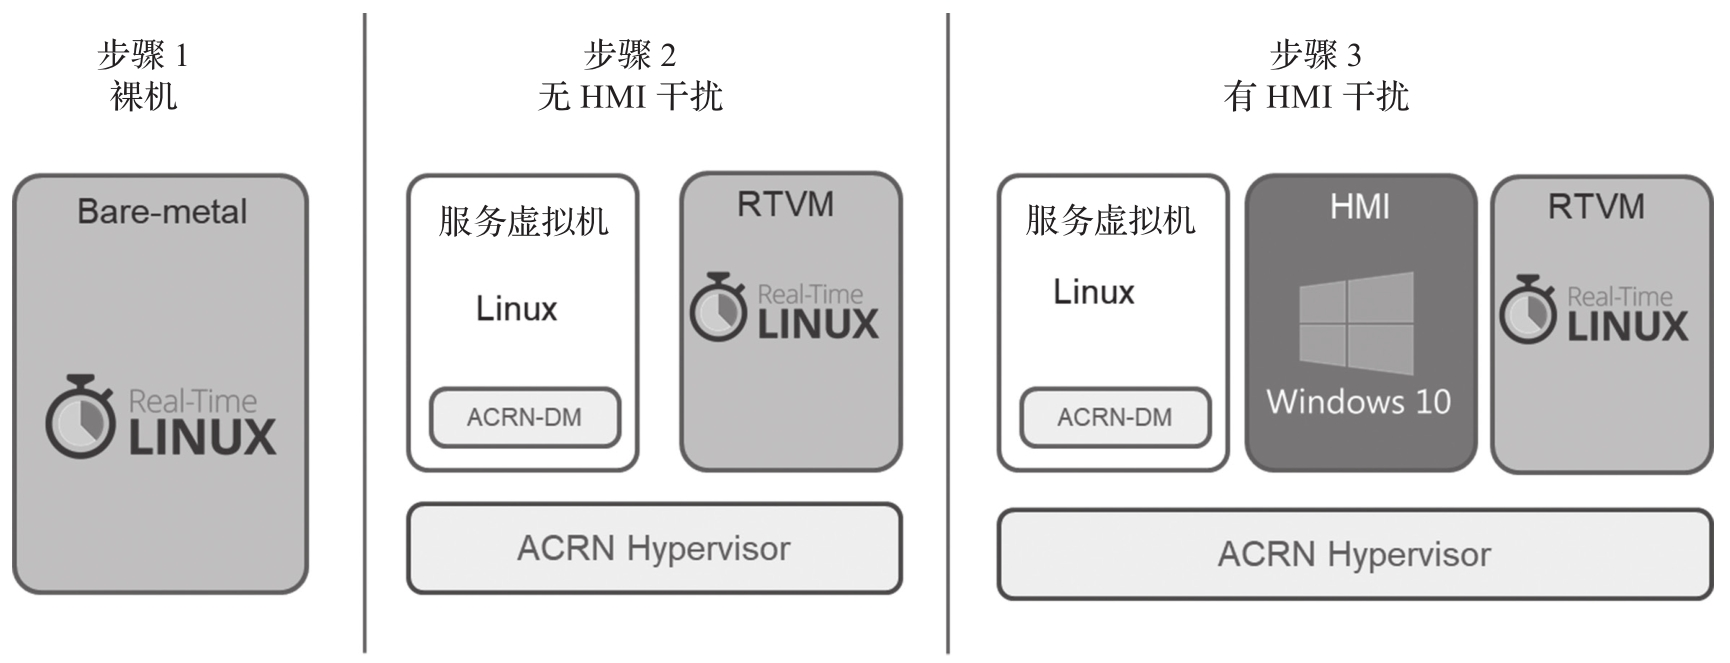 步骤 1
裸机
Bare-metal
Real-Time
LINUX
步骤 2
无 HMI 干扰
服务虚拟机
Linux
ACRN-DM
RTVM
Real-Time
LINUX
ACRN Hypervisor
步骤 3
有 HMI 干扰
服务虚拟机
Linux
ACRN-DM
HMI
Windows 10
RTVM
Real-Time
LINUX
ACRN Hypervisor